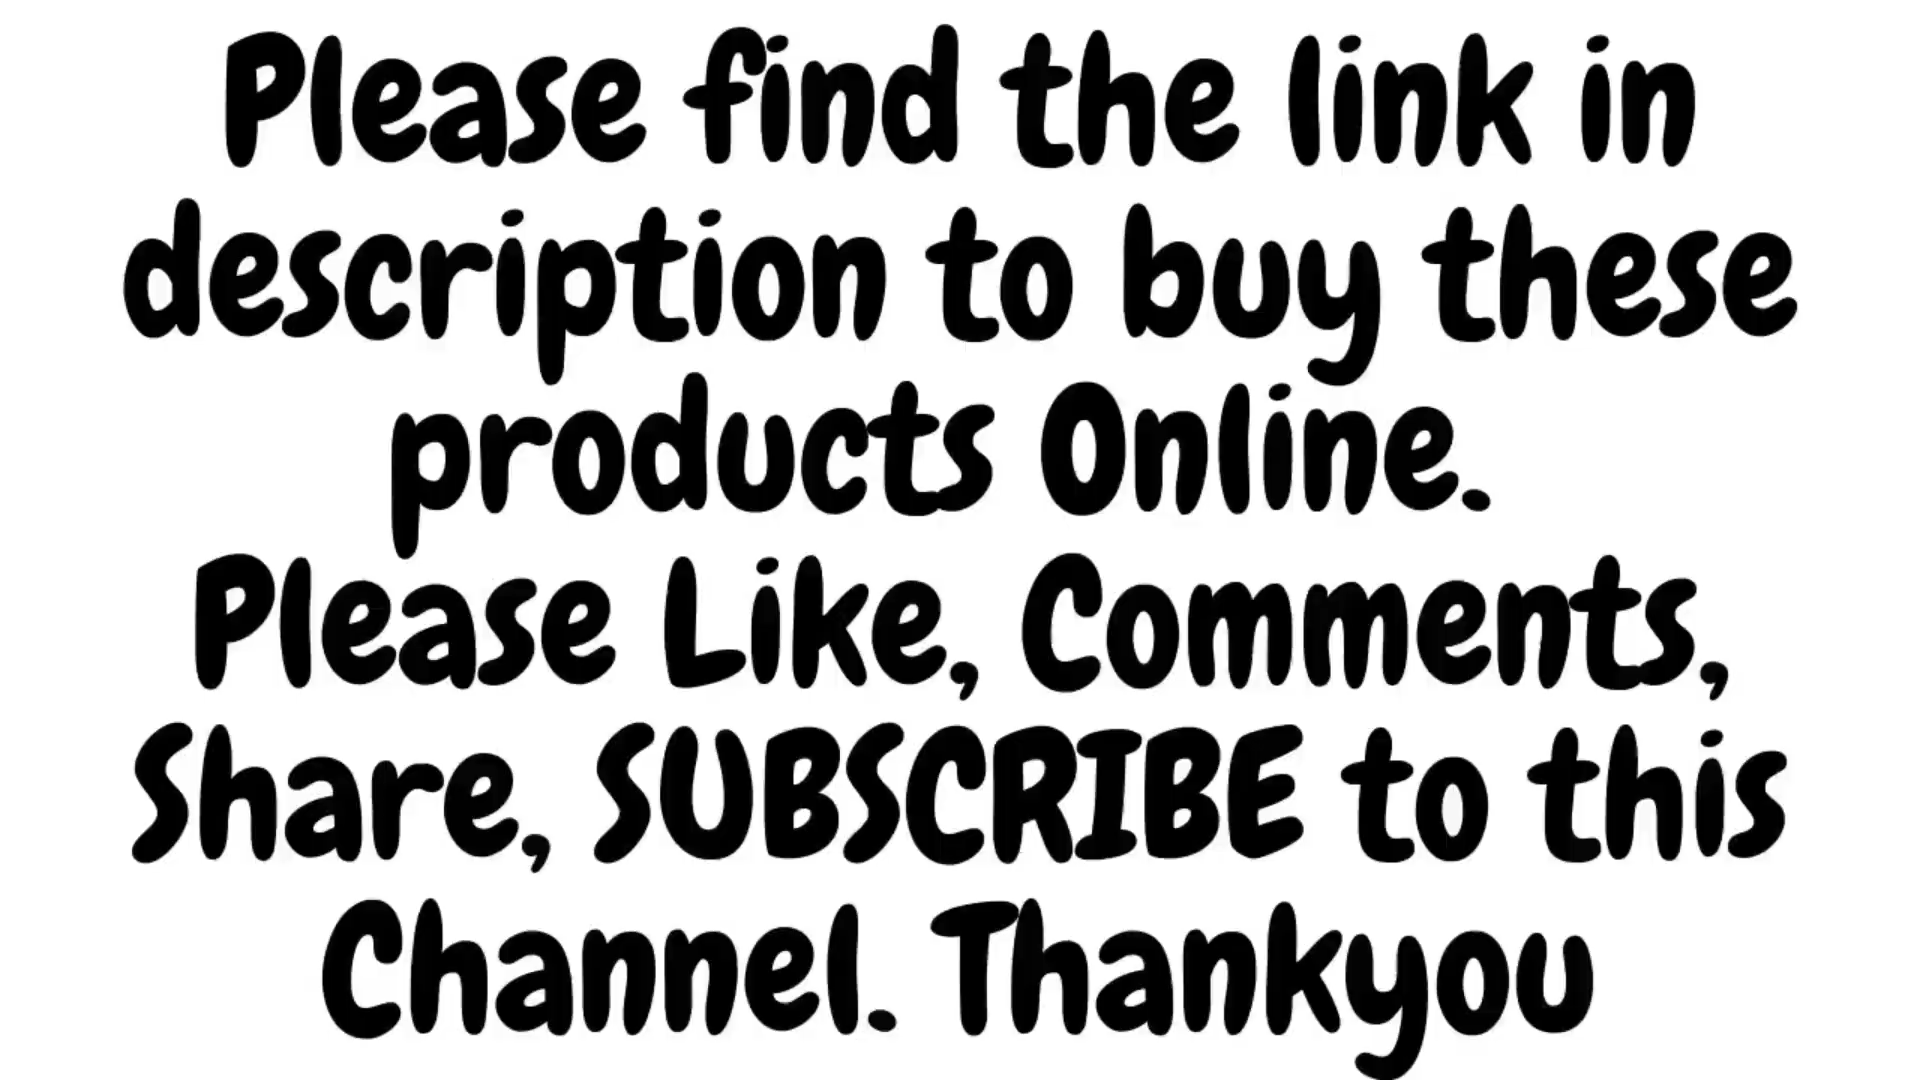 Please find the link in
description to buy these
products Online.
Please Like, Comments,
Share, SUBSCRIBE to this
Channel. Thankyou